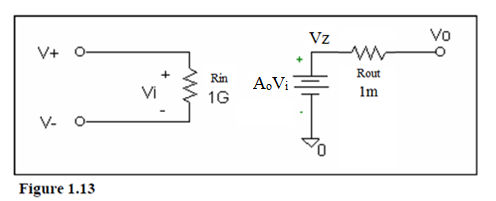 V+
Vi
+
-
Rin
1G
V-
Vz
+
AₒVᵢ
-
0
Rout
1m
Vo
Figure 1.13